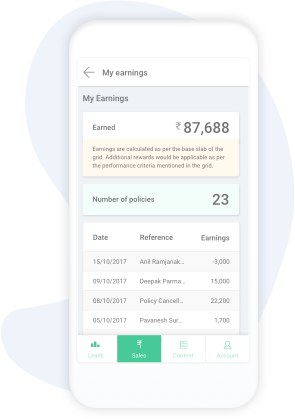 My earnings
My Earnings
Earned
₹ 87,688
Earnings are calculated as per the base slab of the
grid. Additional rewards would be applicable as per
the performance criteria mentioned in the grid.
Number of policies 23
Date Reference Earnings
15/10/2017 Anil Ramjanak... -3,000
09/10/2017 Deepak Parma... 15,000
08/10/2017 Policy Cancell... 22,200
05/10/2017 Pavanesh Sur... 1,700
Leads ₹ Sales Content Account